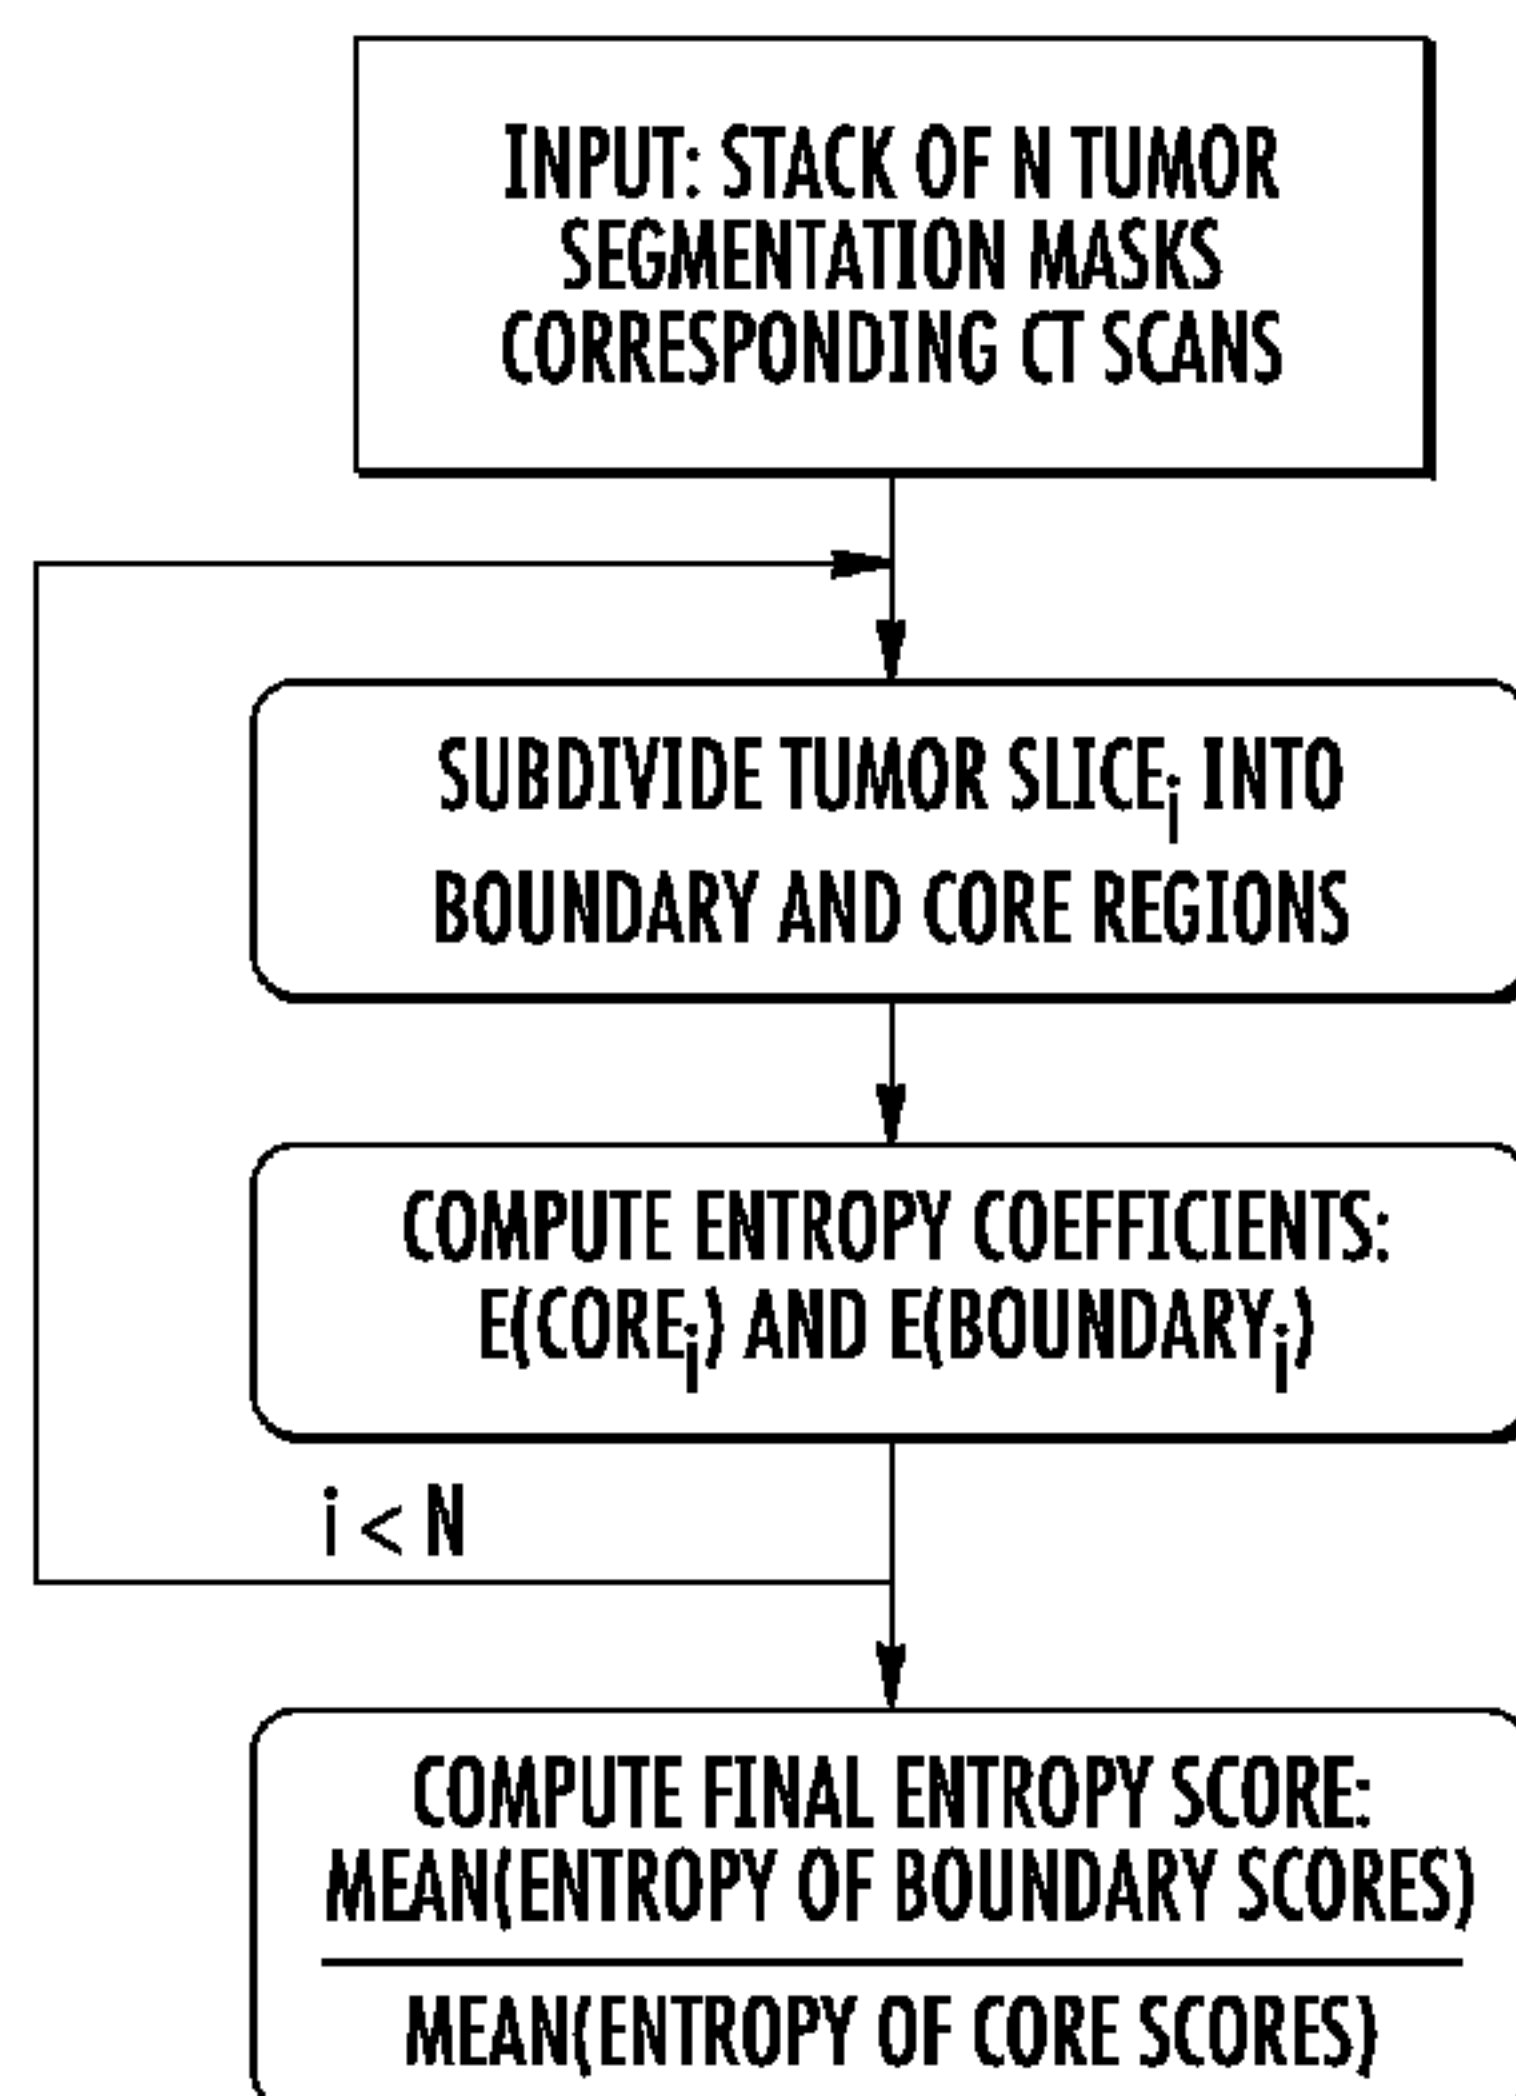 INPUT: STACK OF N TUMOR
SEGMENTATION MASKS
CORRESPONDING CT SCANS
SUBDIVIDE TUMOR SLICEi INTO
BOUNDARY AND CORE REGIONS
COMPUTE ENTROPY COEFFICIENTS:
E(COREi) AND E(BOUNDARYi)
i < N
COMPUTE FINAL ENTROPY SCORE:
MEAN(ENTROPY OF BOUNDARY SCORES)
MEAN(ENTROPY OF CORE SCORES)